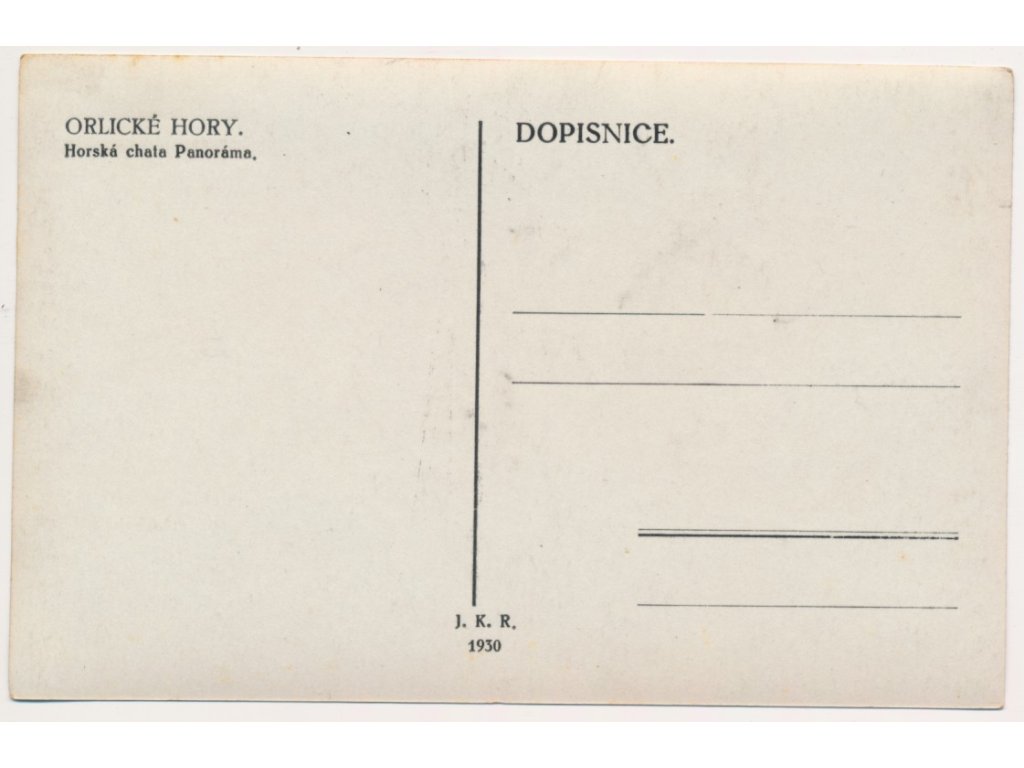 ORLICKÉ HORY.
Horská chata Panoráma.
DOPISNICE.
J. K. R.
1930